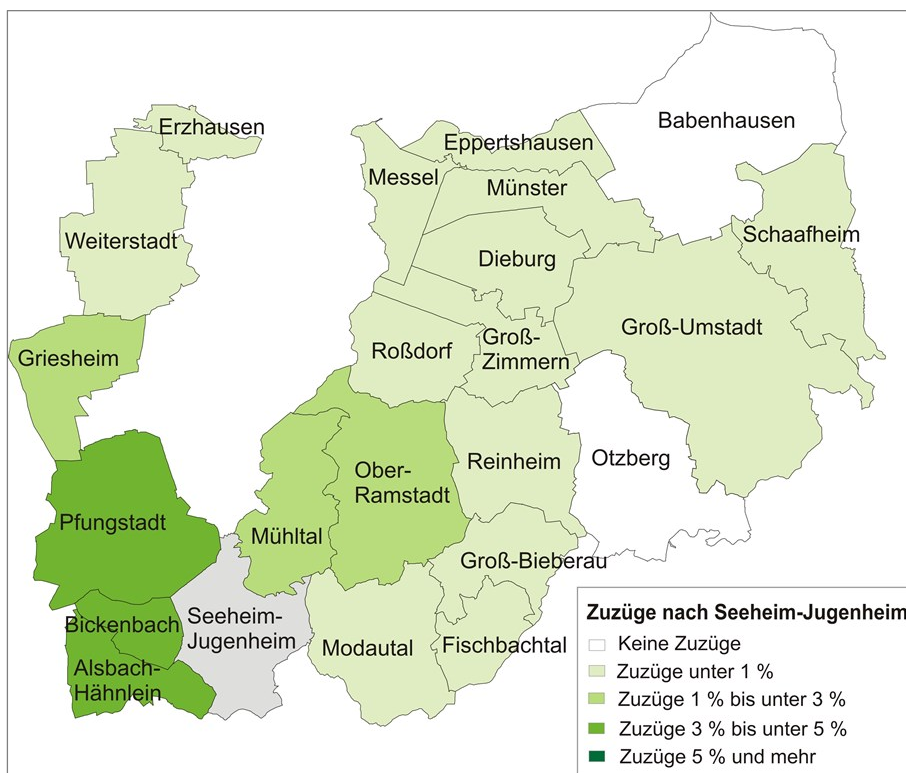 Babenhausen
Erzhausen
Eppertshausen
Messel
Münster
Weiterstadt
Schaafheim
Dieburg
Groß-Umstadt
Griesheim
Roßdorf
Groß-
Zimmern
Otzberg
Reinheim
Ober-
Ramstadt
Pfungstadt
Mühltal
Groß-Bieberau
Bickenbach
Seeheim-
Jugenheim
Modautal
Fischbachtal
Alsbach-
Hähnlein
Zuzüge nach Seeheim-Jugenheim
Keine Zuzüge
Zuzüge unter 1 %
Zuzüge 1 % bis unter 3 %
Zuzüge 3 % bis unter 5 %
Zuzüge 5 % und mehr